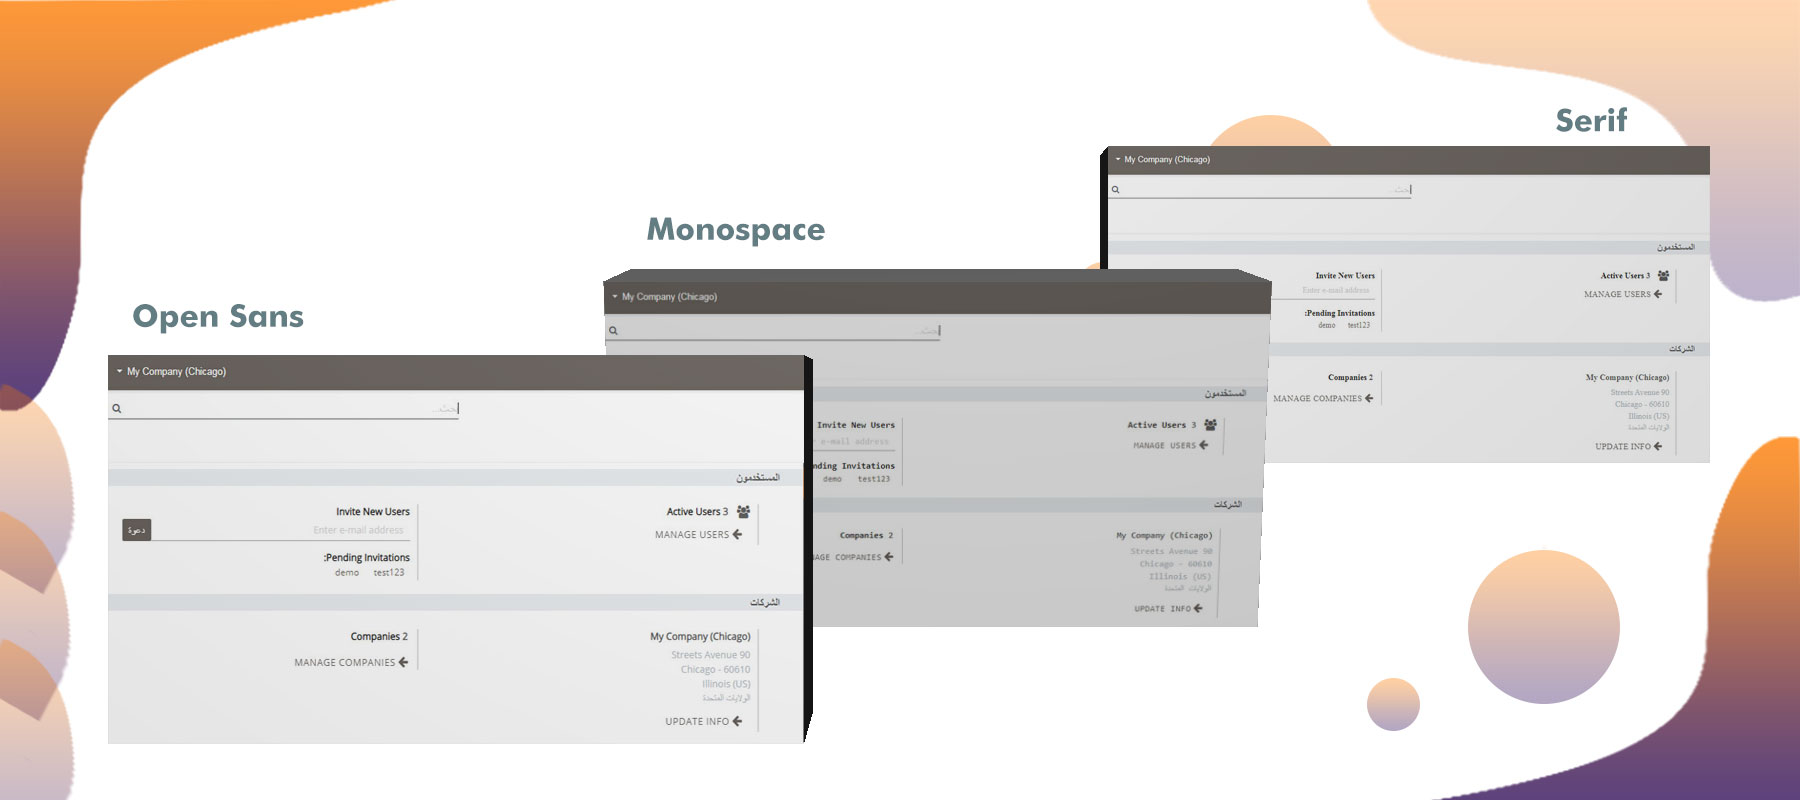 Serif
My Company (Chicago)
بحث...
المستخدمون
Invite New Users
Active Users 3
Enter e-mail address
MANAGE USERS
:Pending Invitations
demo test123
الشركات
Companies 2
My Company (Chicago)
MANAGE COMPANIES
Streets Avenue 90
Chicago - 60610
Illinois (US)
الولايات المتحدة
UPDATE INFO
Monospace
My Company (Chicago)
بحث...
المستخدمون
Invite New Users
Active Users 3
e-mail address
MANAGE USERS
nding Invitations
demo test123
الشركات
Companies 2
My Company (Chicago)
AGE COMPANIES
Streets Avenue 90
Chicago - 60610
Illinois (US)
الولايات المتحدة
UPDATE INFO
Open Sans
My Company (Chicago)
بحث...
المستخدمون
Invite New Users
Active Users 3
دعوة
Enter e-mail address
MANAGE USERS
:Pending Invitations
demo test123
الشركات
Companies 2
My Company (Chicago)
MANAGE COMPANIES
Streets Avenue 90
Chicago - 60610
Illinois (US)
الولايات المتحدة
UPDATE INFO